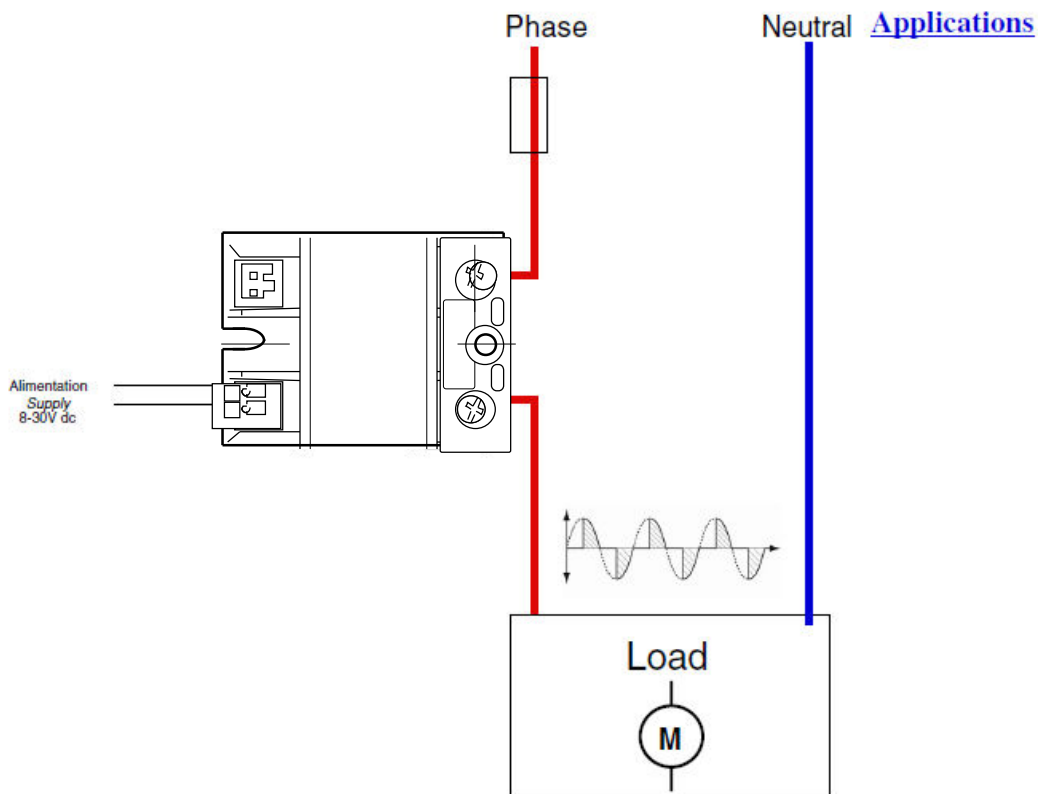 Phase
Neutral
Applications
Alimentation
Supply
8-30V dc
Load
M